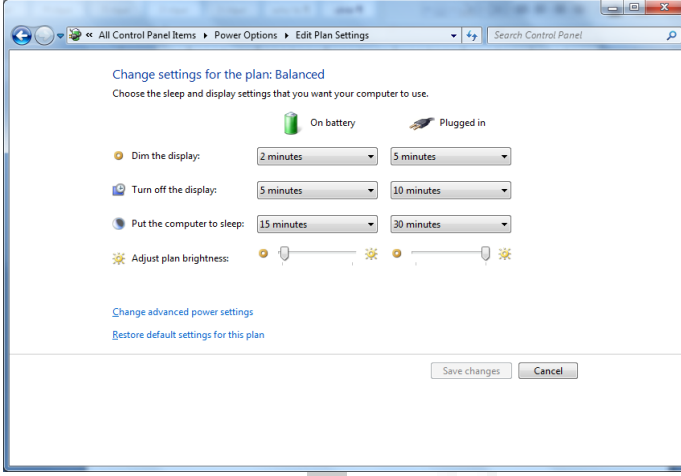 « All Control Panel Items ▸ Power Options ▸ Edit Plan Settings
Search Control Panel
Change settings for the plan: Balanced
Choose the sleep and display settings that you want your computer to use.
On battery Plugged in
Dim the display: 2 minutes 5 minutes
Turn off the display: 5 minutes 10 minutes
Put the computer to sleep: 15 minutes 30 minutes
Adjust plan brightness:
Change advanced power settings
Restore default settings for this plan
Save changes Cancel